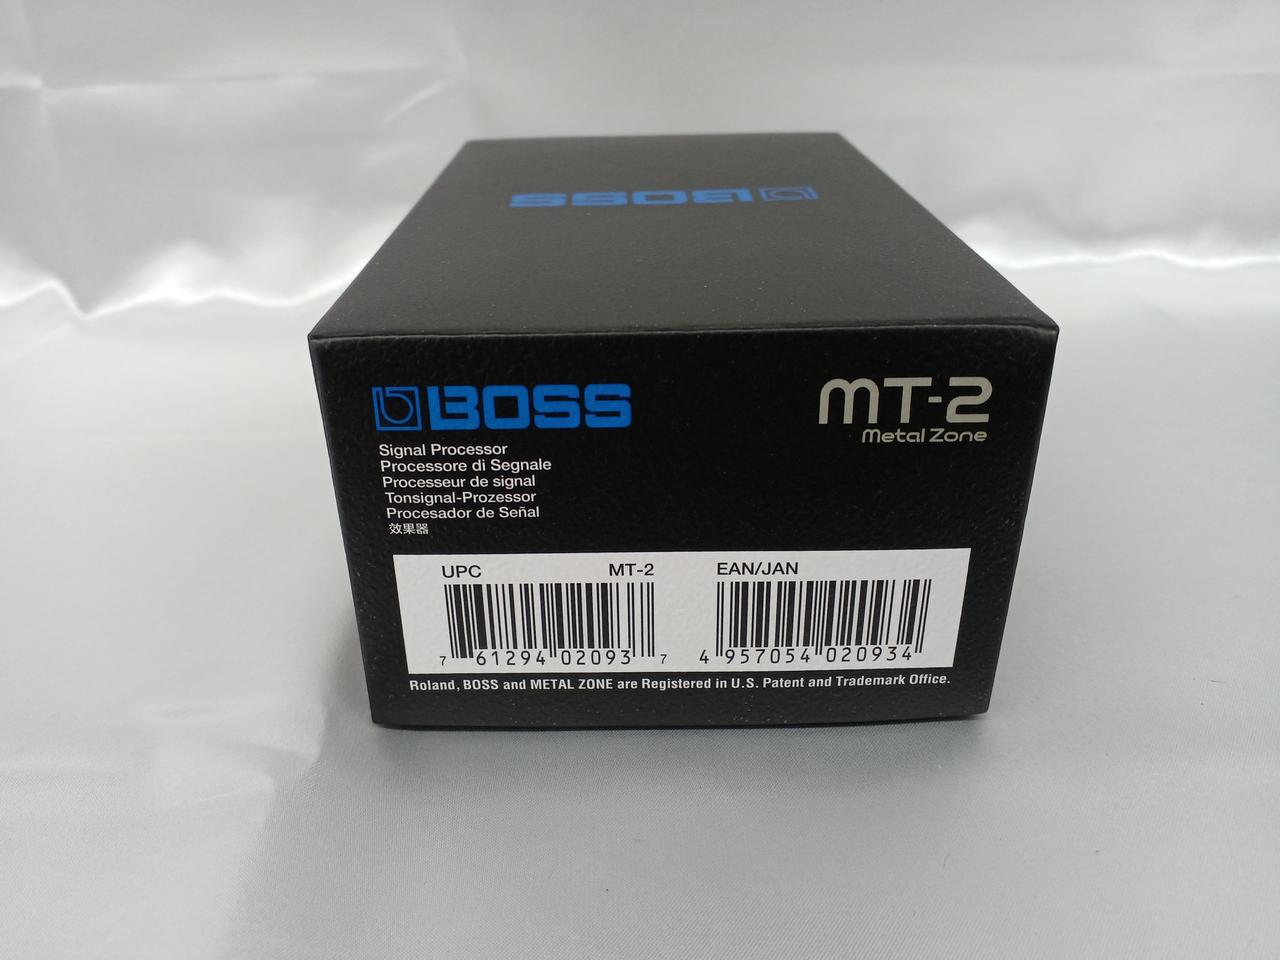 BOSS
BOSS
MT-2
Metal Zone
Signal Processor
Processore di Segnale
Processeur de signal
Tonsignal-Prozessor
Procesador de Señal
效果器
UPC MT-2 EAN/JAN
7 61294 02093 7 4 957054 020934
Roland, BOSS and METAL ZONE are Registered in U.S. Patent and Trademark Office.